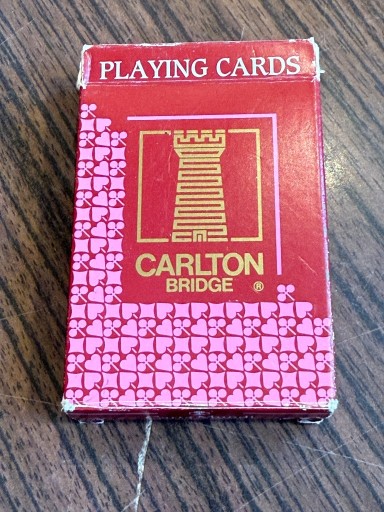 PLAYING CARDS
CARLTON
BRIDGE ®